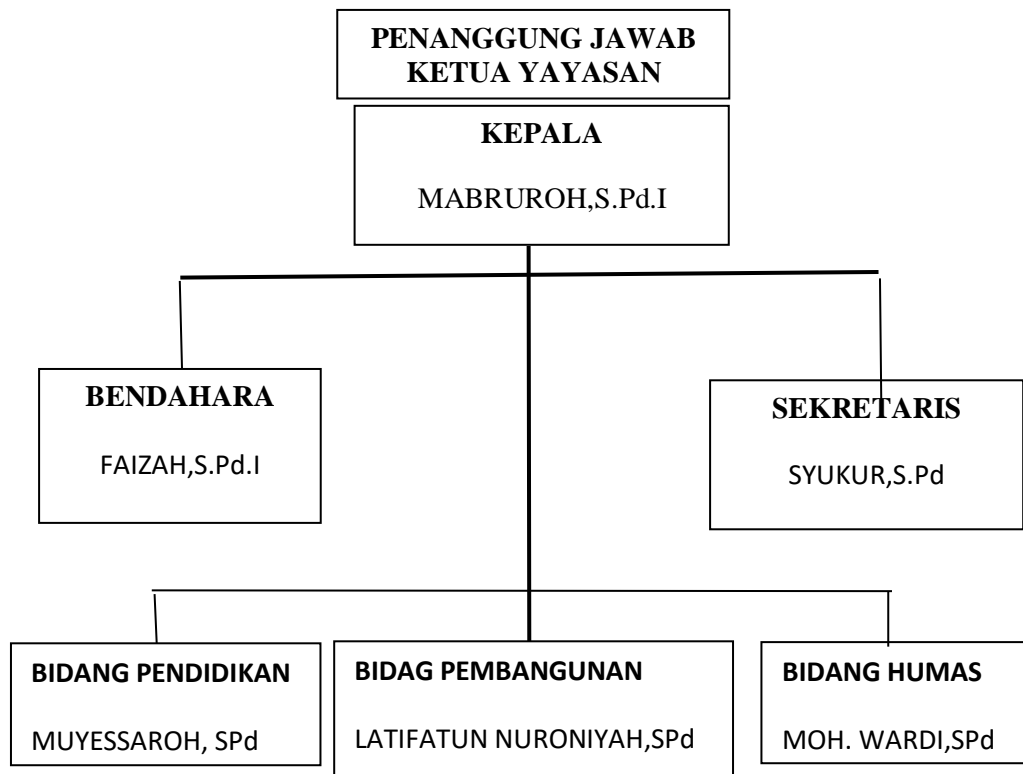 PENANGGUNG JAWAB
KETUA YAYASAN
KEPALA
MABRUROH,S.Pd.I
BENDAHARA
FAIZAH,S.Pd.I
SEKRETARIS
SYUKUR,S.Pd
BIDANG PENDIDIKAN
MUYESSAROH, SPd
BIDAG PEMBANGUNAN
LATIFATUN NURONIYAH,SPd
BIDANG HUMAS
MOH. WARDI,SPd